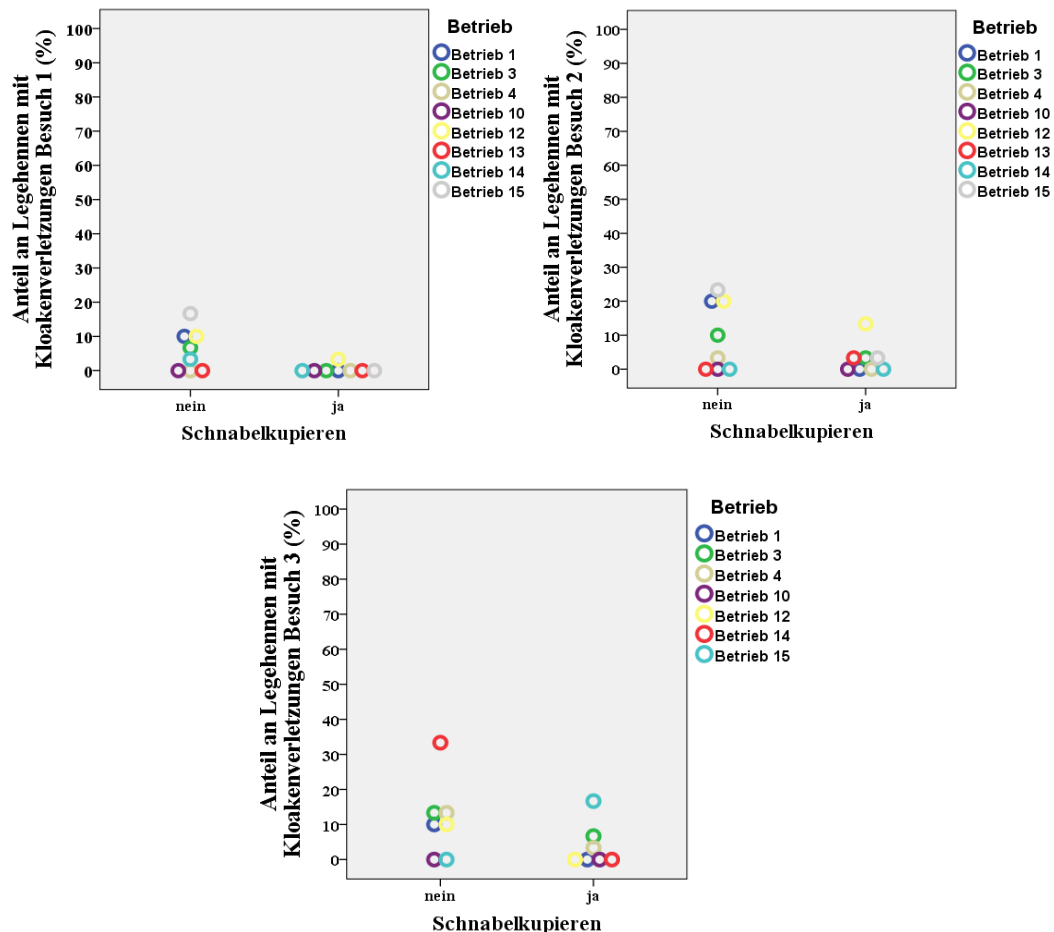 Anteil an Legehennen mit
Kloakenverletzungen Besuch 1 (%)
100
90
80
70
60
50
40
30
20
10
0
nein
ja
Schnabelkupieren
Betrieb
Betrieb 1
Betrieb 3
Betrieb 4
Betrieb 10
Betrieb 12
Betrieb 13
Betrieb 14
Betrieb 15
Anteil an Legehennen mit
Kloakenverletzungen Besuch 2 (%)
100
90
80
70
60
50
40
30
20
10
0
nein
ja
Schnabelkupieren
Betrieb
Betrieb 1
Betrieb 3
Betrieb 4
Betrieb 10
Betrieb 12
Betrieb 13
Betrieb 14
Betrieb 15
Anteil an Legehennen mit
Kloakenverletzungen Besuch 3 (%)
100
90
80
70
60
50
40
30
20
10
0
nein
ja
Schnabelkupieren
Betrieb
Betrieb 1
Betrieb 3
Betrieb 4
Betrieb 10
Betrieb 12
Betrieb 14
Betrieb 15